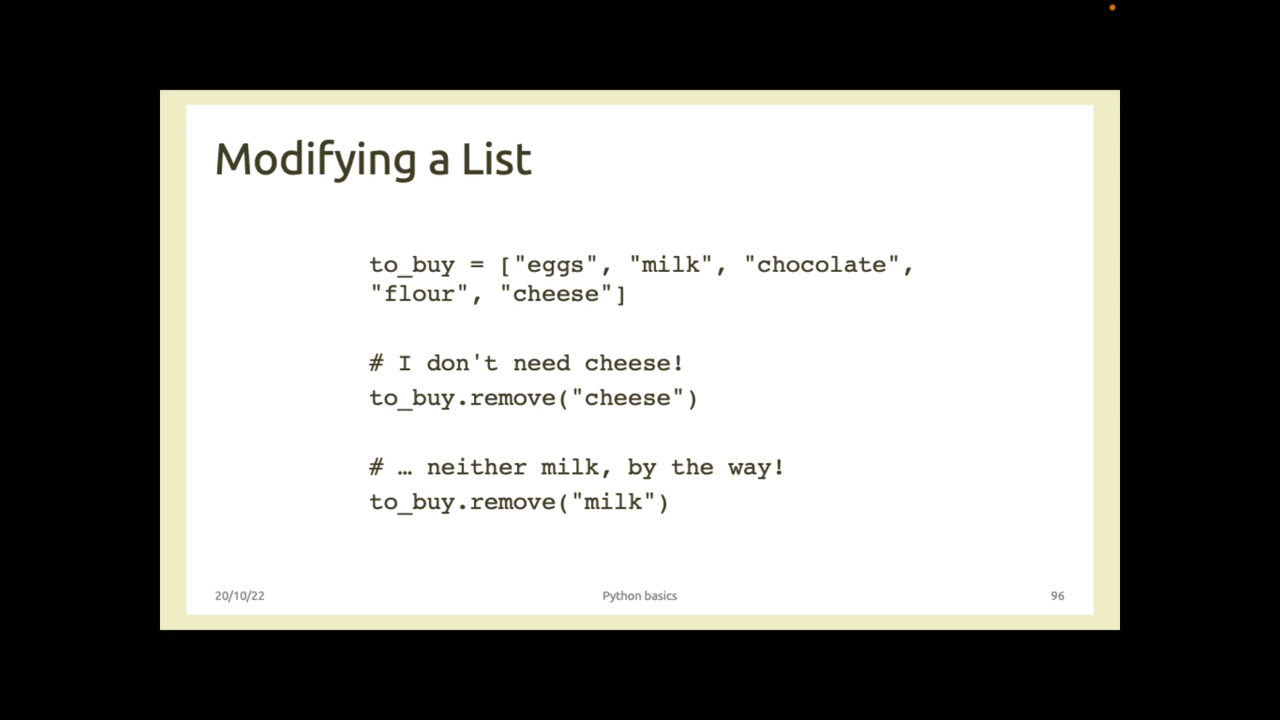 Modifying a List
to_buy = ["eggs", "milk", "chocolate",
"flour", "cheese"]
# I don't need cheese!
to_buy.remove("cheese")
# … neither milk, by the way!
to_buy.remove("milk")
20/10/22
Python basics
96